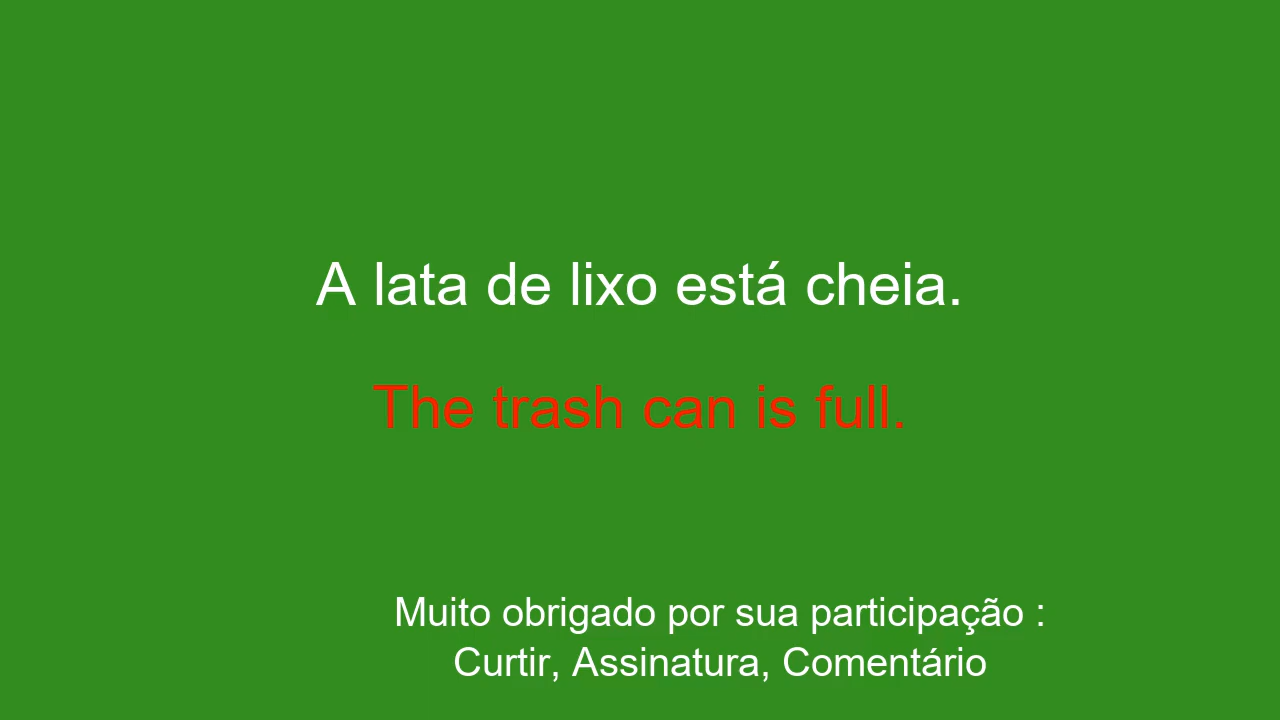 A lata de lixo está cheia.
The trash can is full.
Muito obrigado por sua participação :
Curtir, Assinatura, Comentário